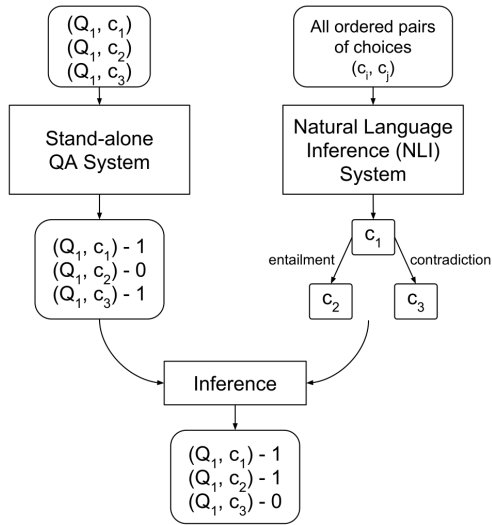 (Q₁, c₁)
(Q₁, c₂)
(Q₁, c₃)
All ordered pairs
of choices
(cᵢ, cⱼ)
Stand-alone
QA System
Natural Language
Inference (NLI)
System
(Q₁, c₁) - 1
(Q₁, c₂) - 0
(Q₁, c₃) - 1
c₁
entailment
contradiction
c₂
c₃
Inference
(Q₁, c₁) - 1
(Q₁, c₂) - 1
(Q₁, c₃) - 0